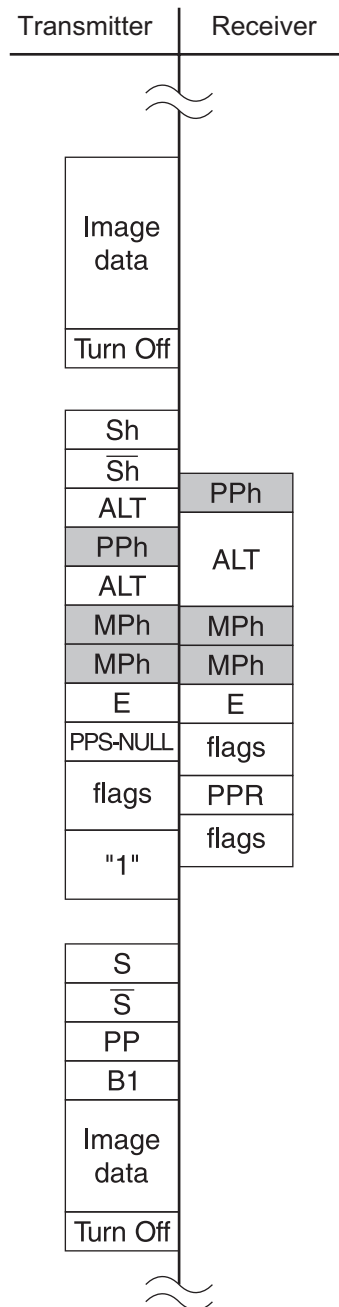 Transmitter Receiver
Image
data
Turn Off
Sh
S̅h̅
PPh
ALT
PPh
ALT
ALT
MPh MPh
MPh MPh
E E
PPS-NULL flags
flags PPR
flags
"1"
S
S̅
PP
B1
Image
data
Turn Off